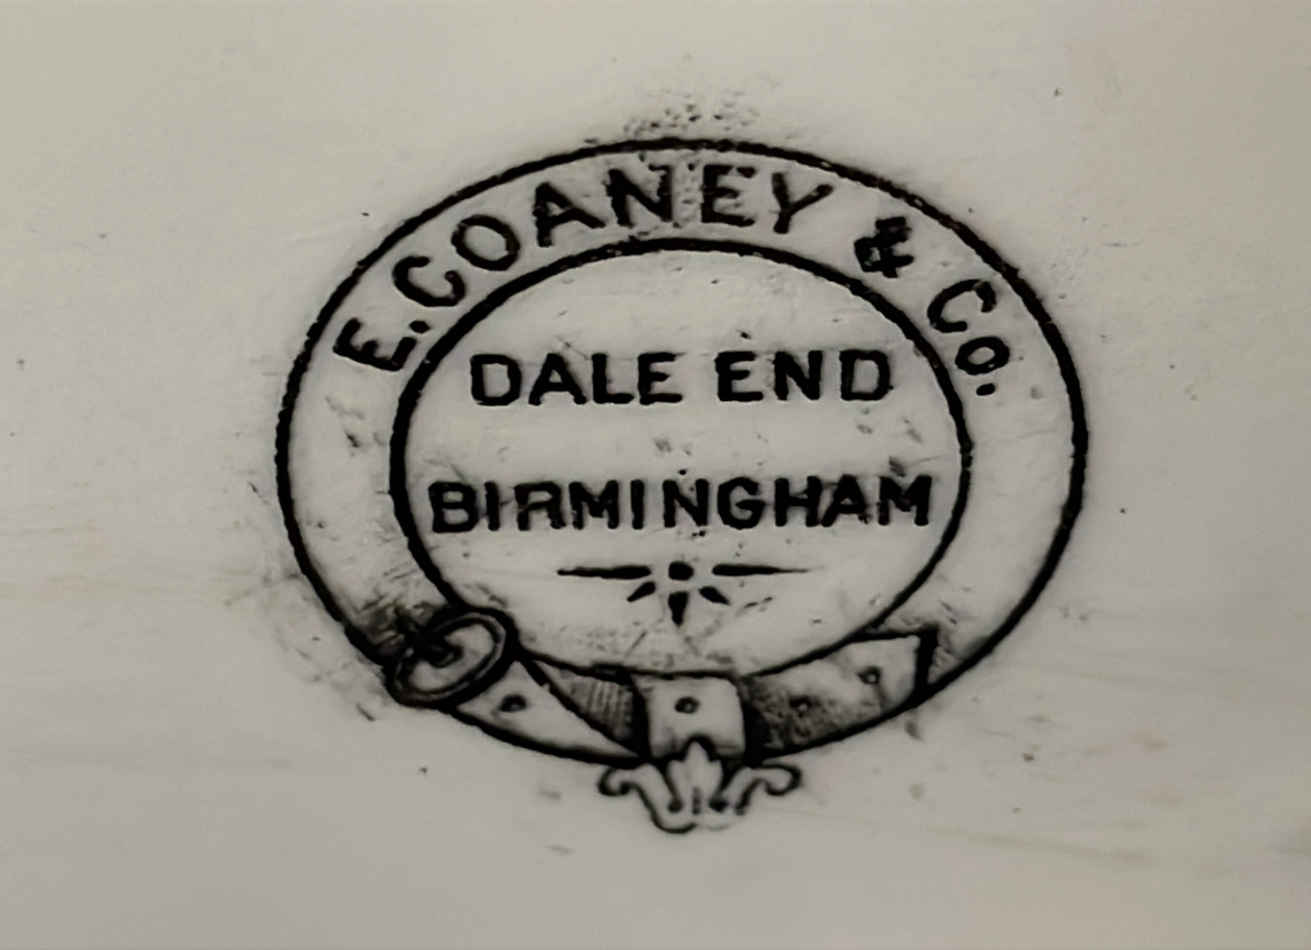 E. COANEY & Co.
DALE END
BIRMINGHAM